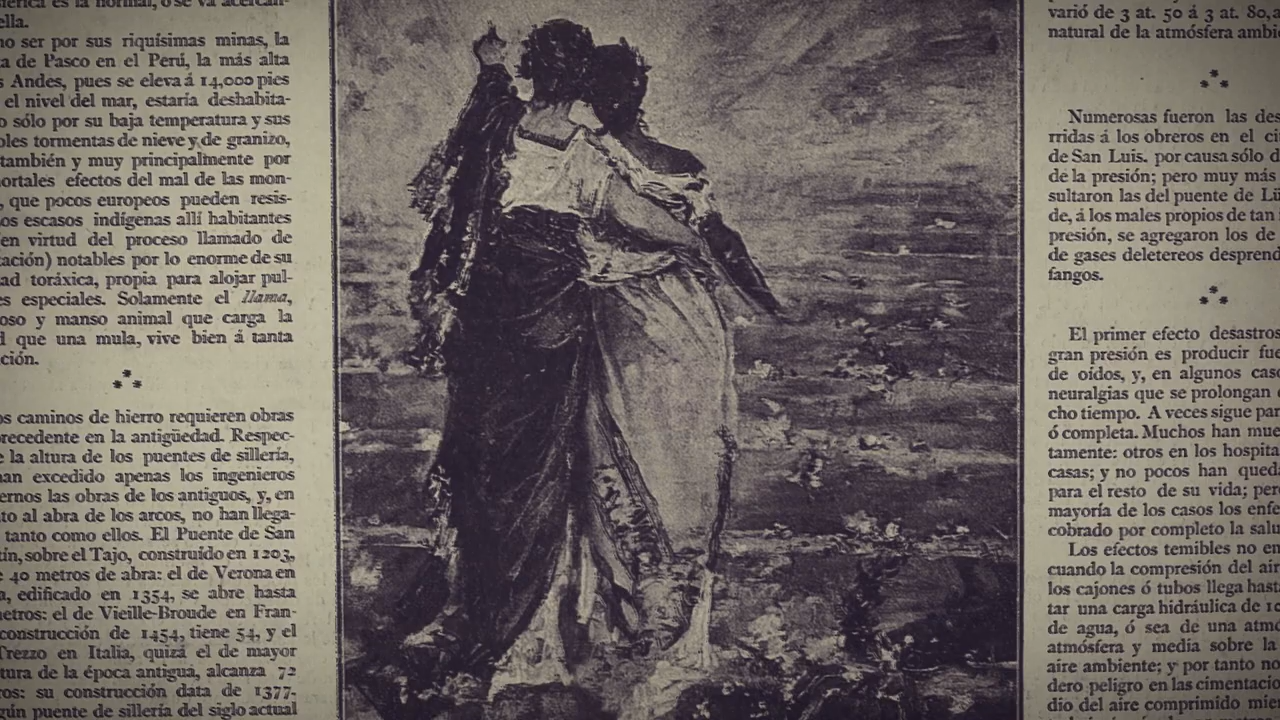 mérica es la normal, ó se va acercan-
ella.
no ser por sus riquísimas minas, la
a de Pasco en el Perú, la más alta
s Andes, pues se eleva á 14,000 pies
el nivel del mar, estaría deshabita-
o sólo por su baja temperatura y sus
bles tormentas de nieve y de granizo,
también y muy principalmente por
mortales efectos del mal de las mon-
, que pocos europeos pueden resis-
os escasos indígenas allí habitantes
en virtud del proceso llamado de
tación) notables por lo enorme de su
ad toráxica, propia para alojar pul-
es especiales. Solamente el llama,
oso y manso animal que carga la
d que una mula, vive bien á tanta
ción.
os caminos de hierro requieren obras
precedente en la antigüedad. Respec-
e la altura de los puentes de sillería,
han excedido apenas los ingenieros
ernos las obras de los antiguos, y, en
to al abra de los arcos, no han llega-
tanto como ellos. El Puente de San
tín, sobre el Tajo, construído en 1203,
e 40 metros de abra: el de Verona en
a, edificado en 1354, se abre hasta
metros: el de Vieille-Broude en Fran-
construcción de 1454, tiene 54, y el
Trezzo en Italia, quizá el de mayor
tura de la época antigua, alcanza 72
ros: su construcción data de 1377.
gún puente de sillería del siglo actual
varió de 3 at. 50 á 3 at. 80, a
natural de la atmósfera ambie
Numerosas fueron las des
rridas á los obreros en el ci
de San Luis. por causa sólo d
de la presión; pero muy más
sultaron las del puente de Li
de, á los males propios de tan
presión, se agregaron los de
de gases deletereos desprend
fangos.
El primer efecto desastros
gran presión es producir fue
de oídos, y, en algunos caso
neuralgias que se prolongan
cho tiempo. A veces sigue par
ó completa. Muchos han mue
tamente: otros en los hospita
casas; y no pocos han queda
para el resto de su vida; pero
mayoría de los casos los enfe
cobrado por completo la salu
Los efectos temibles no em
cuando la compresión del air
los cajones ó tubos llega hast
tar una carga hidráulica de 10
de agua, ó sea de una atmó
atmósfera y media sobre la
aire ambiente; y por tanto no
dero peligro en las cimentacio
dio del aire comprimido mie